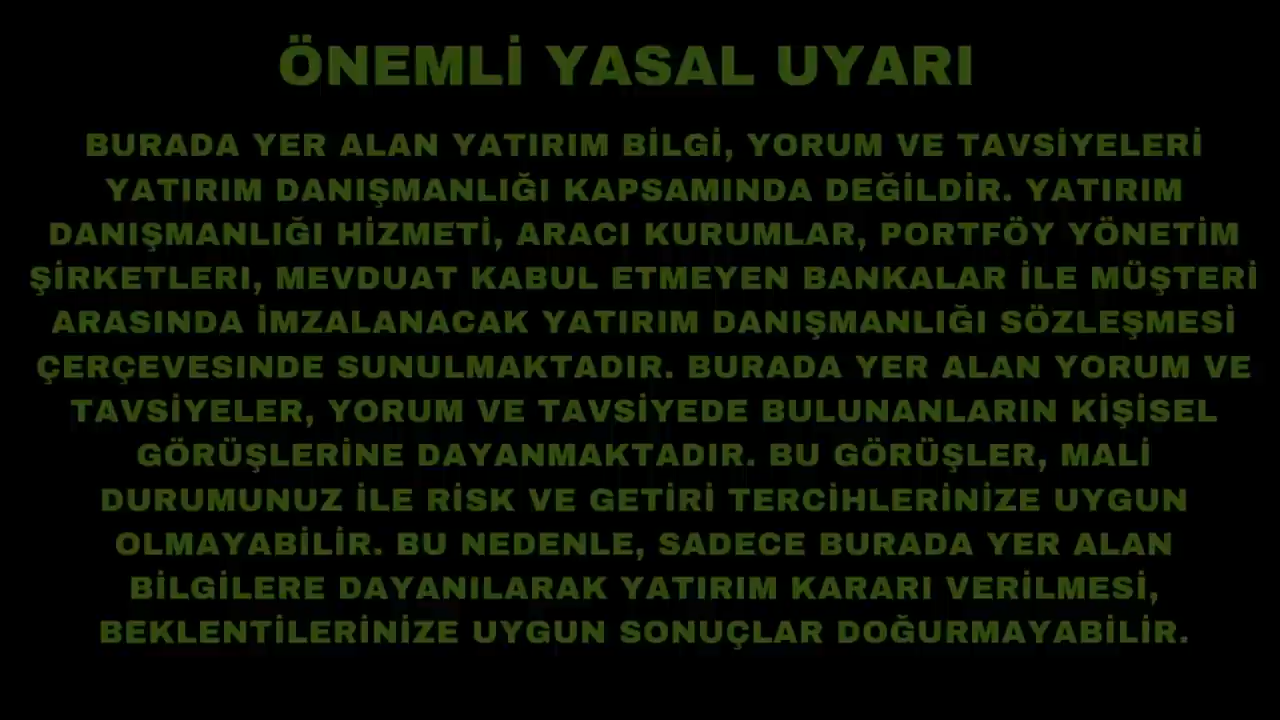 ÖNEMLİ YASAL UYARI
BURADA YER ALAN YATIRIM BİLGİ, YORUM VE TAVSİYELERİ
YATIRIM DANIŞMANLIĞI KAPSAMINDA DEĞİLDİR. YATIRIM
DANIŞMANLIĞI HİZMETİ, ARACI KURUMLAR, PORTFÖY YÖNETİM
ŞİRKETLERI, MEVDUAT KABUL ETMEYEN BANKALAR İLE MÜŞTERİ
ARASINDA İMZALANACAK YATIRIM DANIŞMANLIĞI SÖZLEŞMESİ
ÇERÇEVESINDE SUNULMAKTADIR. BURADA YER ALAN YORUM VE
TAVSİYELER, YORUM VE TAVSİYEDE BULUNANLARIN KİŞİSEL
GÖRÜŞLERİNE DAYANMAKTADIR. BU GÖRÜŞLER, MALİ
DURUMUNUZ İLE RİSK VE GETİRİ TERCİHLERİNİZE UYGUN
OLMAYABİLİR. BU NEDENLE, SADECE BURADA YER ALAN
BİLGİLERE DAYANILARAK YATIRIM KARARI VERİLMESİ,
BEKLENTİLERİNİZE UYGUN SONUÇLAR DOĞURMAYABİLİR.